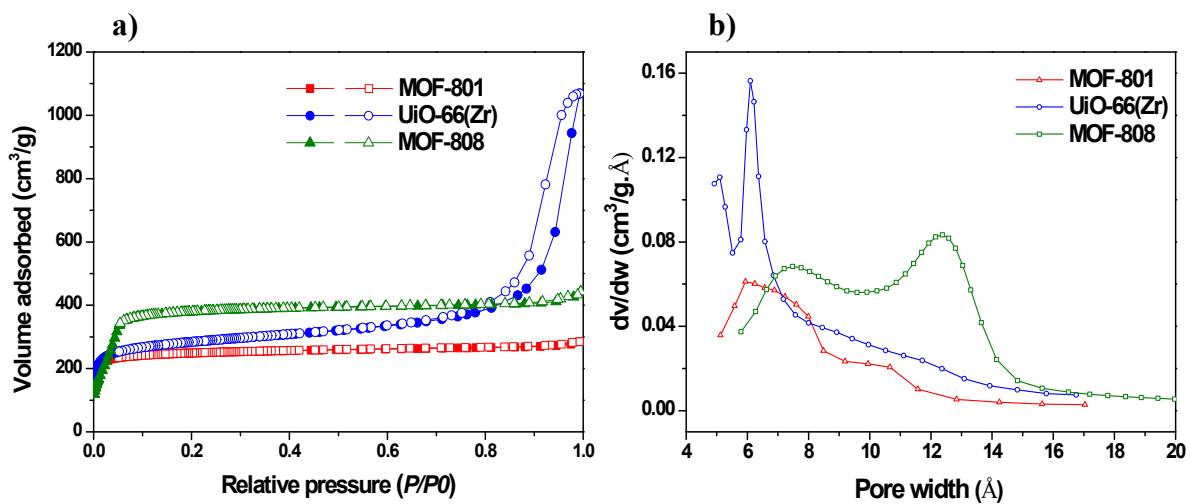 a)
1200
1000
800
600
400
200
0
Volume adsorbed (cm³/g)
MOF-801
UiO-66(Zr)
MOF-808
0.0 0.2 0.4 0.6 0.8 1.0
Relative pressure (P/P0)
b)
0.16
0.12
0.08
0.04
0.00
dv/dw (cm³/g.Å)
MOF-801
UiO-66(Zr)
MOF-808
4 6 8 10 12 14 16 18 20
Pore width (Å)